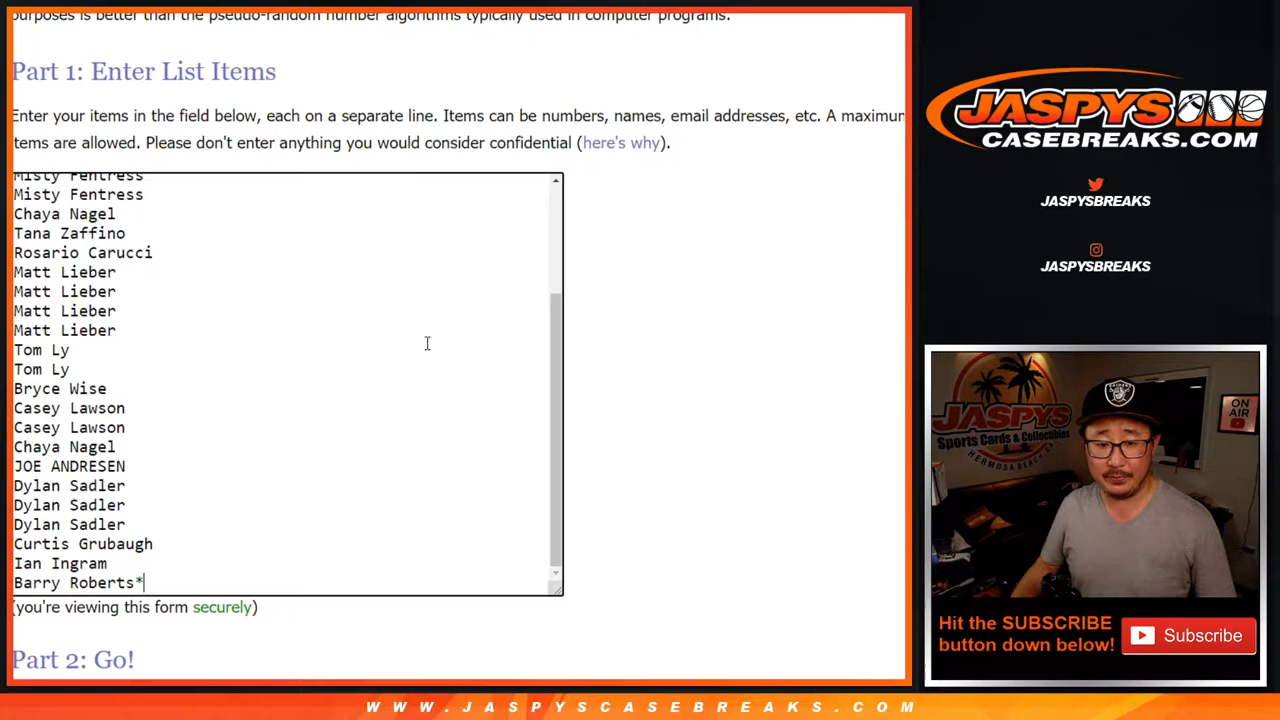 purposes is better than the pseudo-random number algorithms typically used in computer programs.
Part 1: Enter List Items
Enter your items in the field below, each on a separate line. Items can be numbers, names, email addresses, etc. A maximum
items are allowed. Please don't enter anything you would consider confidential (here's why).
Misty Fentress
Misty Fentress
Chaya Nagel
Tana Zaffino
Rosario Carucci
Matt Lieber
Matt Lieber
Matt Lieber
Matt Lieber
Tom Ly
Tom Ly
Bryce Wise
Casey Lawson
Casey Lawson
Chaya Nagel
JOE ANDRESEN
Dylan Sadler
Dylan Sadler
Dylan Sadler
Curtis Grubaugh
Ian Ingram
Barry Roberts*
(you're viewing this form securely)
Part 2: Go!
JASPYS
CASEBREAKS.COM
JASPYSBREAKS
JASPYSBREAKS
RAIDERS
JASPYS
Sports Cards & Collectibles
HERMOSA BEACH, CA
ON
AIR
Hit the SUBSCRIBE
button down below!
Subscribe
WWW.JASPYSCASEBREAKS.COM